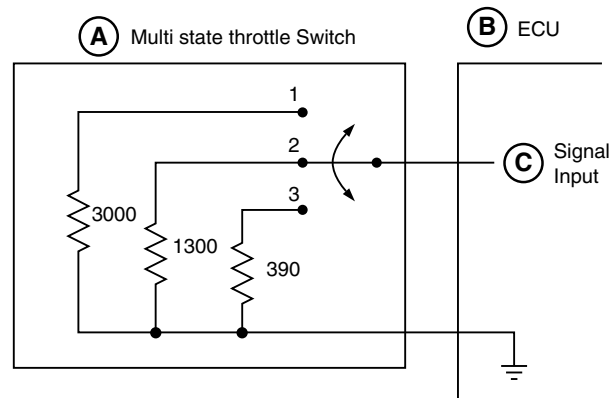 A Multi state throttle Switch
B ECU
1
2
3
C Signal
Input
3000
1300
390